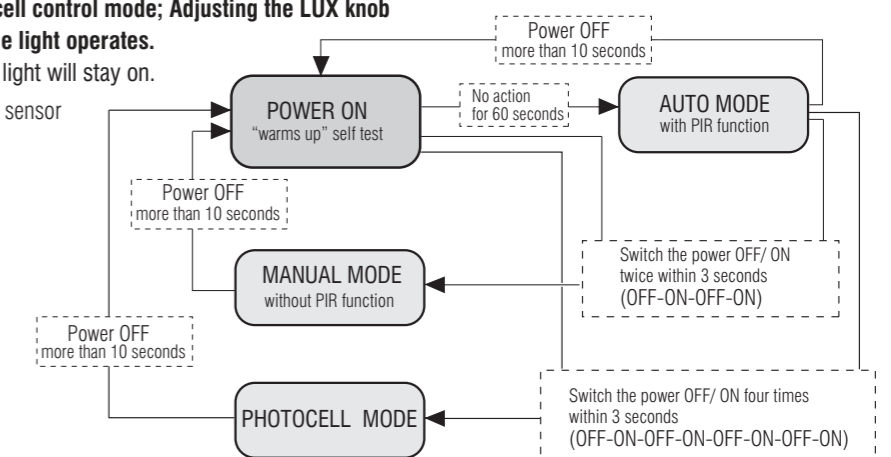 cell control mode; Adjusting the LUX knob
e light operates.
light will stay on.
sensor
Power OFF
more than 10 seconds
POWER ON
"warms up" self test
No action
for 60 seconds
AUTO MODE
with PIR function
Power OFF
more than 10 seconds
MANUAL MODE
without PIR function
Switch the power OFF/ ON
twice within 3 seconds
(OFF-ON-OFF-ON)
Power OFF
more than 10 seconds
PHOTOCELL MODE
Switch the power OFF/ ON four times
within 3 seconds
(OFF-ON-OFF-ON-OFF-ON-OFF-ON)